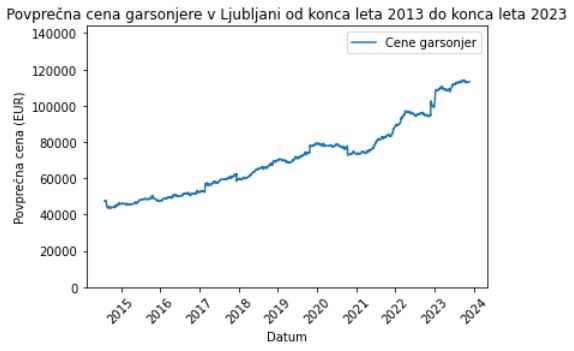 Povprečna cena garsonjere v Ljubljani od konca leta 2013 do konca leta 2023
140000
Cene garsonjer
120000
100000
80000
60000
40000
20000
0
Povprečna cena (EUR)
2015 2016 2017 2018 2019 2020 2021 2022 2023 2024
Datum